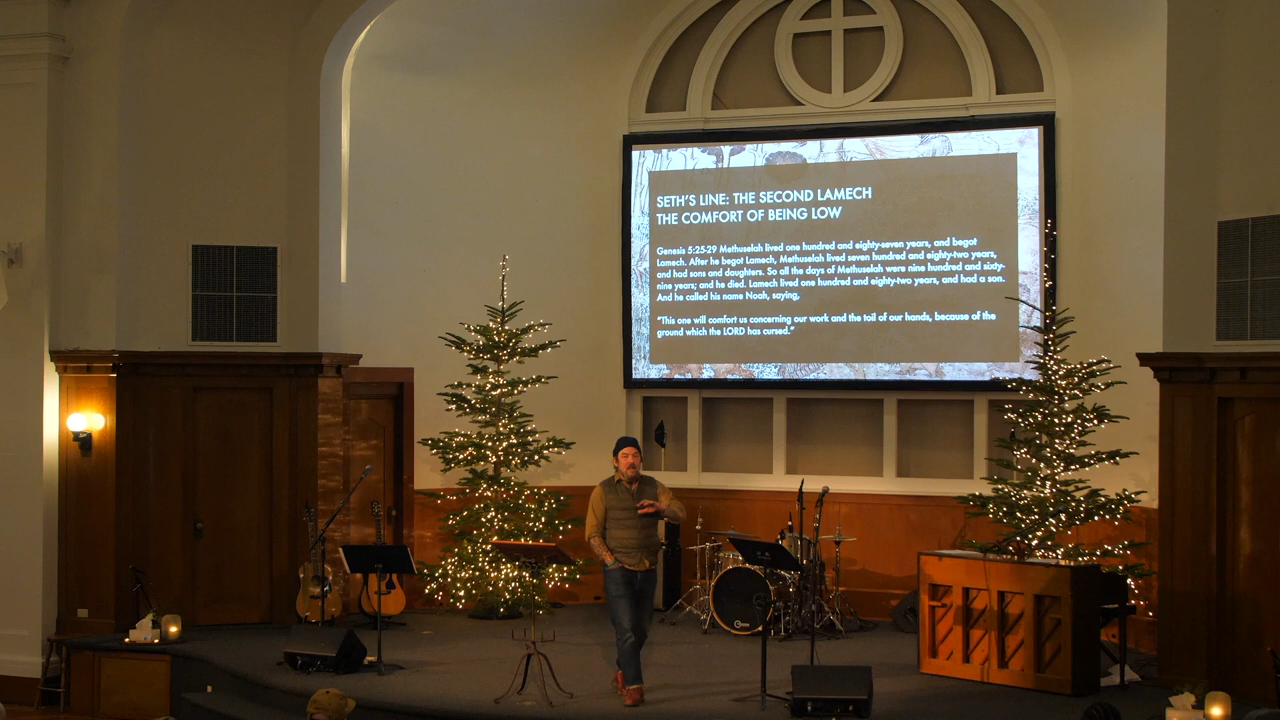 SETH'S LINE: THE SECOND LAMECH
THE COMFORT OF BEING LOW
Genesis 5:25-29 Methuselah lived one hundred and eighty-seven years, and begot
Lamech. After he begot Lamech, Methuselah lived seven hundred and eighty-two years,
and had sons and daughters. So all the days of Methuselah were nine hundred and sixty-
nine years; and he died. Lamech lived one hundred and eighty-two years, and had a son.
And he called his name Noah, saying,
"This one will comfort us concerning our work and the toil of our hands, because of the
ground which the LORD has cursed."